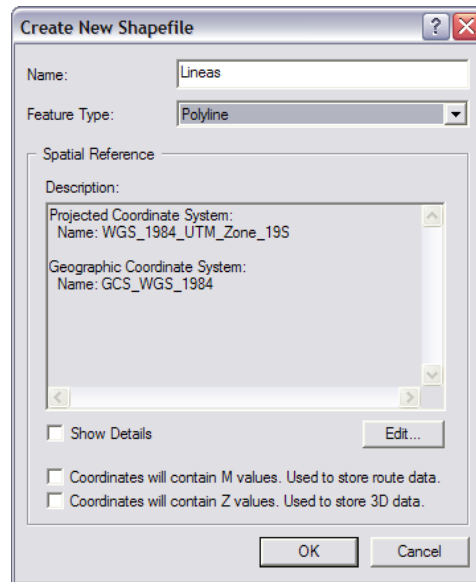 Create New Shapefile
Name: Lineas
Feature Type: Polyline
Spatial Reference
Description:
Projected Coordinate System:
Name: WGS_1984_UTM_Zone_19S
Geographic Coordinate System:
Name: GCS_WGS_1984
Show Details
Edit...
Coordinates will contain M values. Used to store route data.
Coordinates will contain Z values. Used to store 3D data.
OK
Cancel